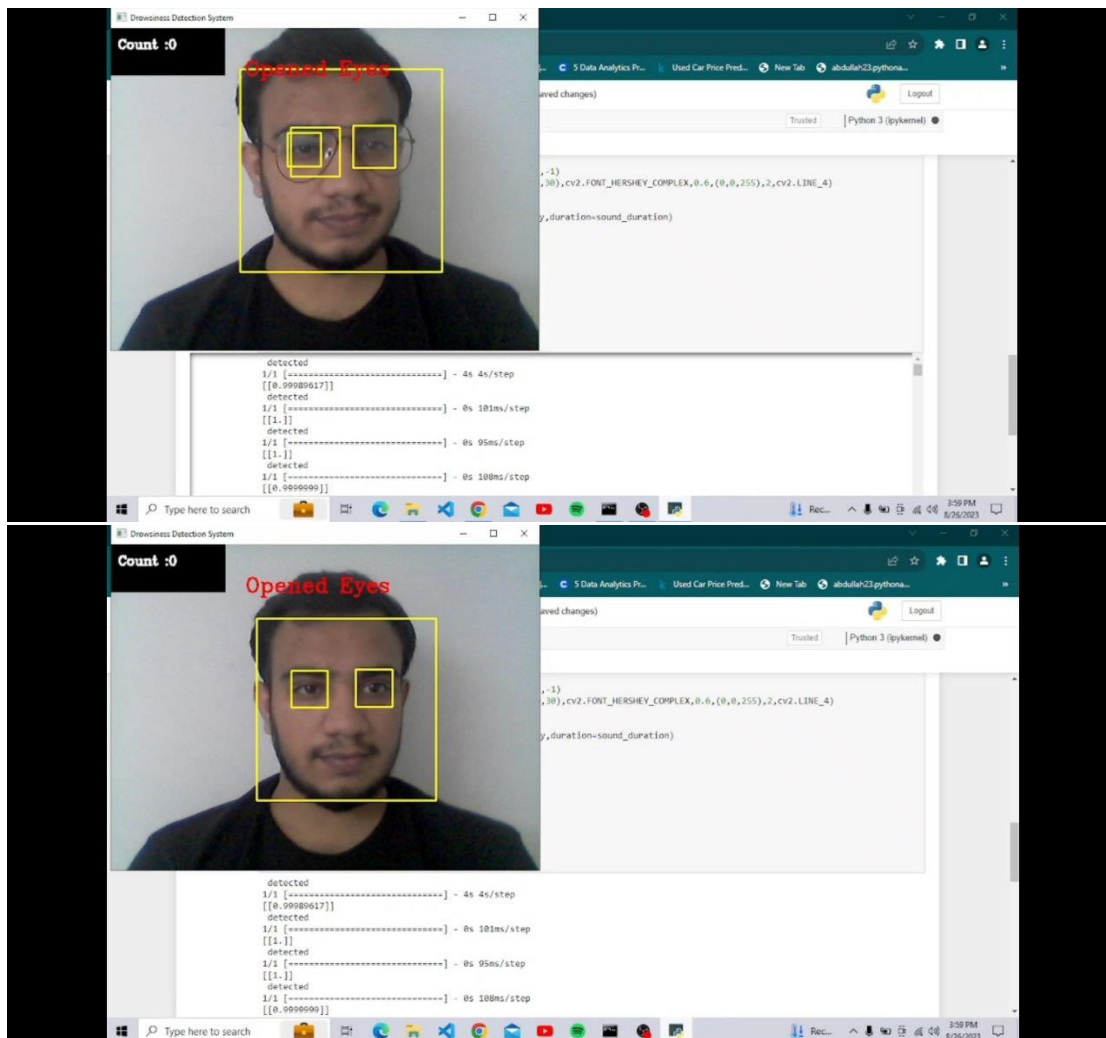 Drowsiness Detection System
Count :0
Opened Eyes
5 Data Analytics Pr...
Used Car Price Pred...
New Tab
abdullah23.pythona...
»
aved changes)
Logout
Trusted
Python 3 (ipykernel)
,-1)
,30),cv2.FONT_HERSHEY_COMPLEX,0.6,(0,0,255),2,cv2.LINE_4)
y,duration=sound_duration)
detected
1/1 [==============================] - 4s 4s/step
[[0.99989617]]
detected
1/1 [==============================] - 0s 101ms/step
[[1.]]
detected
1/1 [==============================] - 0s 95ms/step
[[1.]]
detected
1/1 [==============================] - 0s 108ms/step
[[0.9999999]]
Type here to search
Rec...
3:59 PM
8/26/2023
Drowsiness Detection System
Count :0
Opened Eyes
5 Data Analytics Pr...
Used Car Price Pred...
New Tab
abdullah23.pythona...
»
aved changes)
Logout
Trusted
Python 3 (ipykernel)
,-1)
,30),cv2.FONT_HERSHEY_COMPLEX,0.6,(0,0,255),2,cv2.LINE_4)
y,duration=sound_duration)
detected
1/1 [==============================] - 4s 4s/step
[[0.99989617]]
detected
1/1 [==============================] - 0s 101ms/step
[[1.]]
detected
1/1 [==============================] - 0s 95ms/step
[[1.]]
detected
1/1 [==============================] - 0s 108ms/step
[[0.9999999]]
Type here to search
Rec...
3:59 PM
8/26/2023